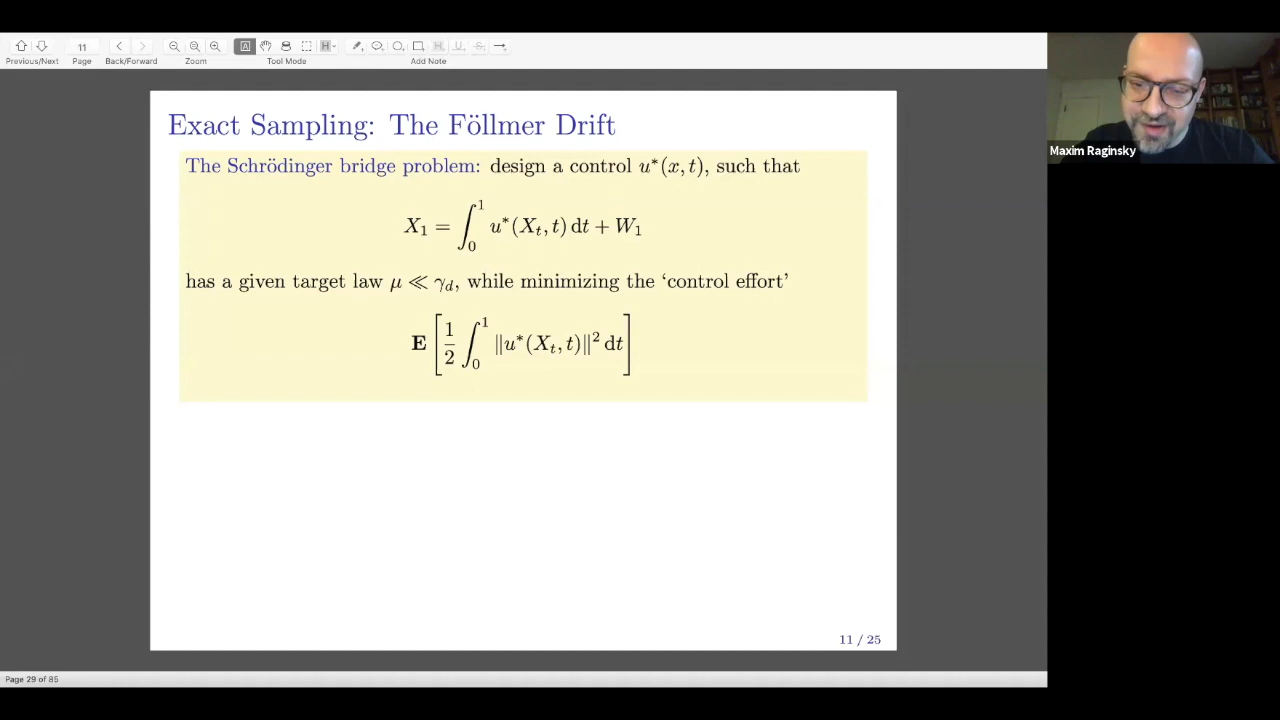 11
Previous/Next Page Back/Forward Zoom Tool Mode Add Note
Maxim Raginsky
Exact Sampling: The Föllmer Drift
The Schrödinger bridge problem: design a control u*(x, t), such that
X₁ = ∫₀¹ u*(Xₜ, t) dt + W₁
has a given target law μ ≪ γ_d, while minimizing the ‘control effort’
E [ 1/2 ∫₀¹ ‖u*(Xₜ, t)‖² dt ]
11 / 25
Page 29 of 85